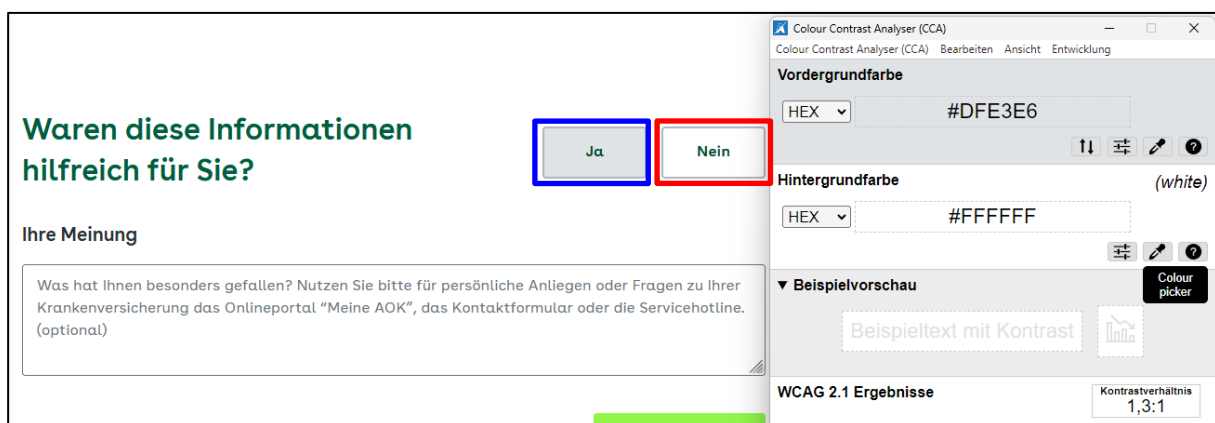 Waren diese Informationen
hilfreich für Sie?
Ja
Nein
Ihre Meinung
Was hat Ihnen besonders gefallen? Nutzen Sie bitte für persönliche Anliegen oder Fragen zu Ihrer
Krankenversicherung das Onlineportal “Meine AOK”, das Kontaktformular oder die Servicehotline.
(optional)
Colour Contrast Analyser (CCA)
Colour Contrast Analyser (CCA) Bearbeiten Ansicht Entwicklung
Vordergrundfarbe
HEX
#DFE3E6
Hintergrundfarbe
(white)
HEX
#FFFFFF
Colour
picker
Beispielvorschau
Beispieltext mit Kontrast
WCAG 2.1 Ergebnisse
Kontrastverhältnis
1,3:1